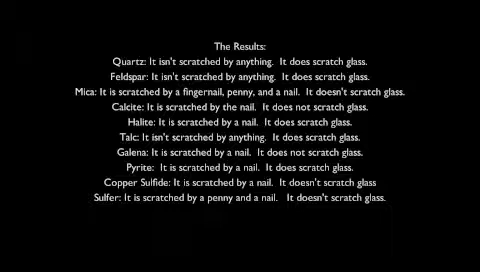 The Results:
Quartz: It isn't scratched by anything.  It does scratch glass.
Feldspar: It isn't scratched by anything.  It does scratch glass.
Mica: It is scratched by a fingernail, penny, and a nail.  It doesn't scratch glass.
Calcite: It is scratched by the nail.  It does not scratch glass.
Halite: It is scratched by a nail.  It does scratch glass.
Talc: It isn't scratched by anything.  It does scratch glass.
Galena: It is scratched by a nail.  It does not scratch glass.
Pyrite:  It is scratched by a nail.  It does scratch glass.
Copper Sulfide: It is scratched by a nail.  It doesn't scratch glass
Sulfer: It is scratched by a penny and a nail.   It doesn't scratch glass.